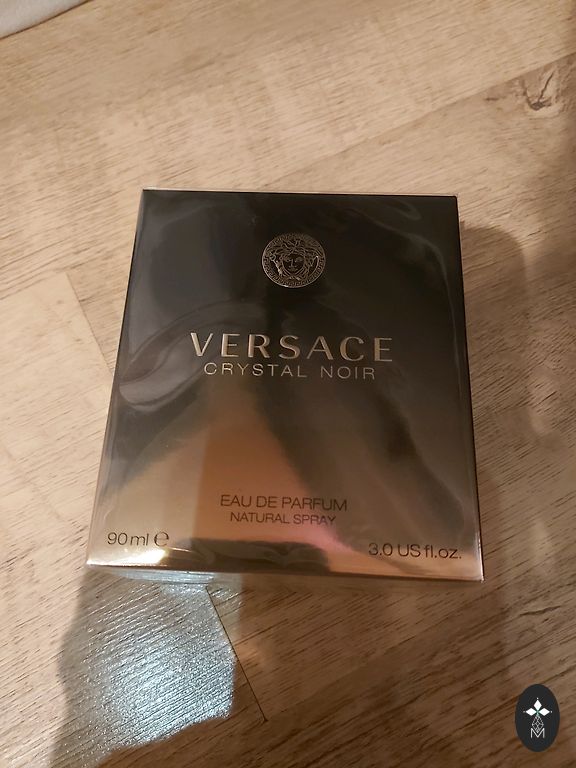 VERSACE
CRYSTAL NOIR
EAU DE PARFUM
NATURAL SPRAY
90 ml ℮
3.0 US fl.oz.
M